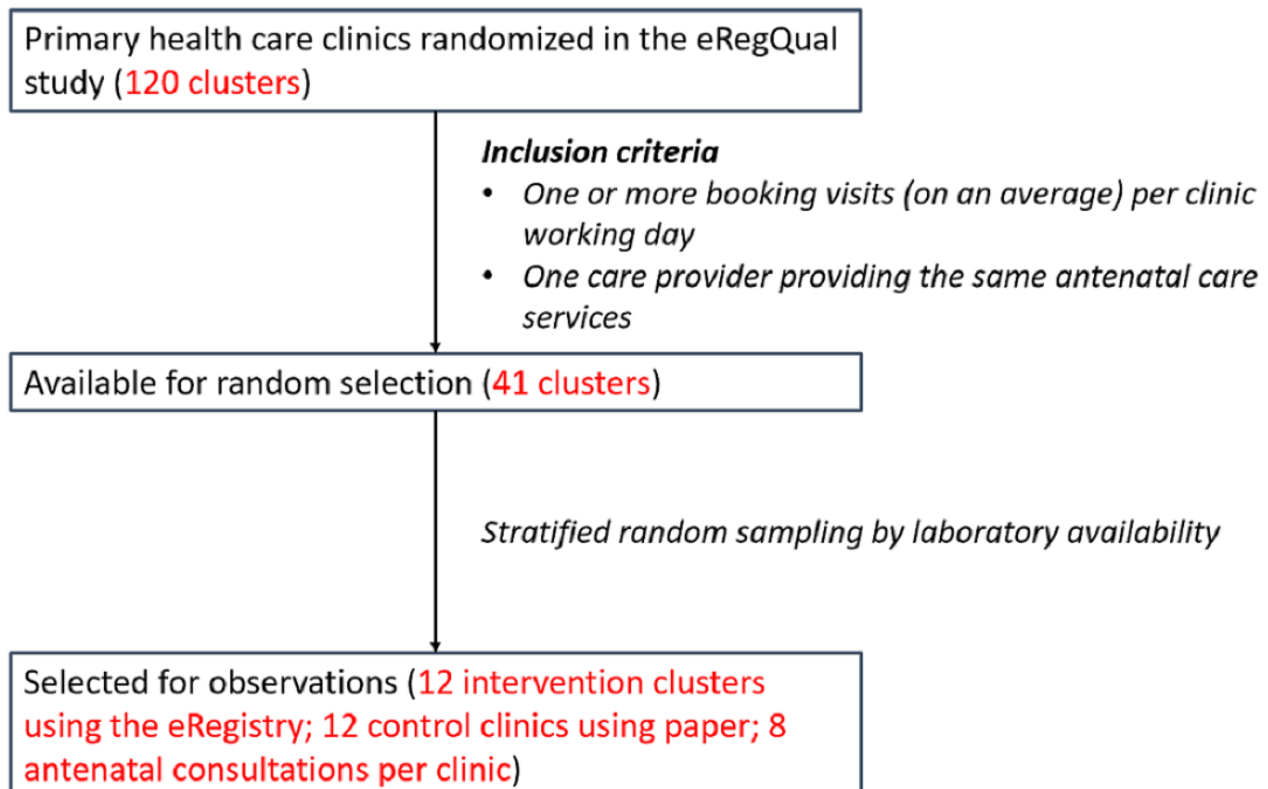 Primary health care clinics randomized in the eRegQual
study (120 clusters)
Inclusion criteria
• One or more booking visits (on an average) per clinic
working day
• One care provider providing the same antenatal care
services
Available for random selection (41 clusters)
Stratified random sampling by laboratory availability
Selected for observations (12 intervention clusters
using the eRegistry; 12 control clinics using paper; 8
antenatal consultations per clinic)